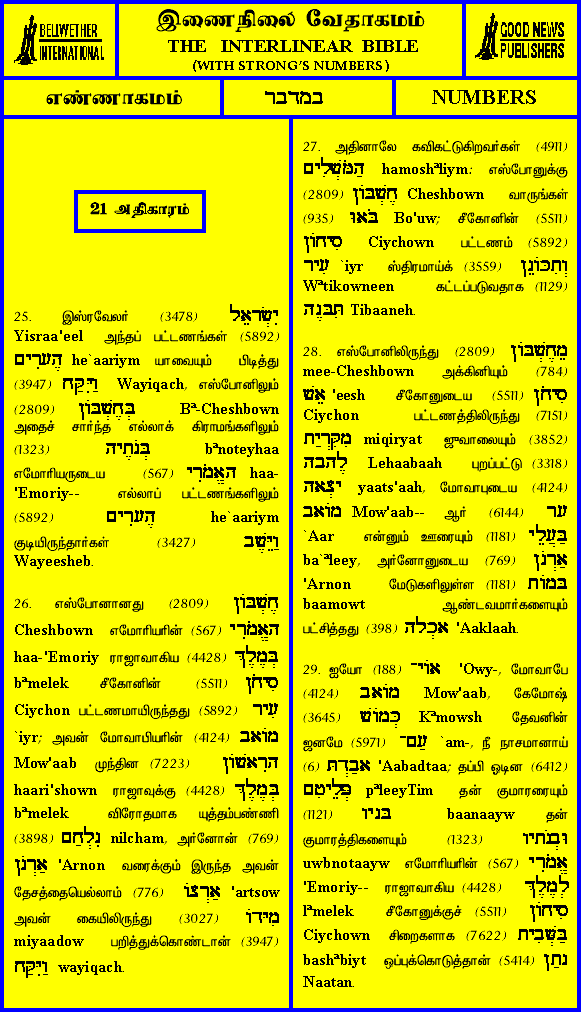 BELLWETHER
INTERNATIONAL
இணைநிலை வேதாகமம்
THE INTERLINEAR BIBLE
(WITH STRONG'S NUMBERS )
GOOD NEWS
PUBLISHERS
எண்ணாகமம்
במדבר
NUMBERS
21 அதிகாரம்
25. இஸ்ரவேலர் (3478) יִשְׂרָאֵל
Yisraa'eel அந்தப் பட்டணங்கள் (5892)
הֶעָרִים he`aariym யாவையும் பிடித்து
(3947) וַיִּקַּח Wayiqach, எஸ்போனிலும்
(2809) בְּחֶשְׁבּוֹן Bª-Cheshbown
அதைச் சார்ந்த எல்லாக் கிராமங்களிலும்
(1323) בְּנֹתֶיהָ bªnoteyhaa
எமோரியருடைய (567) הָאֱמֹרִי haa-
'Emoriy-- எல்லாப் பட்டணங்களிலும்
(5892) הֶעָרִים he`aariym
குடியிருந்தார்கள் (3427) וַיֵּשֶׁב
Wayeesheb.
26. எஸ்போனானது (2809) חֶשְׁבּוֹן
Cheshbown எமோரியரின் (567) הָאֱמֹרִי
haa-'Emoriy ராஜாவாகிய (4428) בְּמֶלֶךְ
bªmelek சீகோனின் (5511) סִיחֹן
Ciychon பட்டணமாயிருந்தது (5892) עִיר
`iyr; அவன் மோவாபியரின் (4124) מוֹאָב
Mow'aab முந்தின (7223) הָרִאשׁוֹן
haari'shown ராஜாவுக்கு (4428) בְּמֶלֶךְ
bªmelek விரோதமாக யுத்தம்பண்ணி
(3898) נִלְחַם nilcham, அர்னோன் (769)
אַרְנֹן 'Arnon வரைக்கும் இருந்த அவன்
தேசத்தையெல்லாம் (776) אַרְצוֹ 'artsow
அவன் கையிலிருந்து (3027) מִיָּדוֹ
miyaadow பறித்துக்கொண்டான் (3947)
וַיִּקַּח wayiqach.
27. அதினாலே கவிகட்டுகிறவர்கள் (4911)
הַמֹּשְׁלִים hamoshªliym: எஸ்போனுக்கு
(2809) חֶשְׁבּוֹן Cheshbown வாருங்கள்
(935) בֹּאוּ Bo'uw; சீகோனின் (5511)
סִיחוֹן Ciychown பட்டணம் (5892)
עִיר `iyr ஸ்திரமாய்க் (3559) וְתִכּוֹנֵן
Wªtikowneen கட்டப்படுவதாக (1129)
תִּבָּנֶה Tibaaneh.
28. எஸ்போனிலிருந்து (2809) מֵחֶשְׁבּוֹן
mee-Cheshbown அக்கினியும் (784)
אֵשׁ 'eesh சீகோனுடைய (5511) סִיחֹן
Ciychon பட்டணத்திலிருந்து (7151)
מִקִּרְיַת miqiryat ஜுவாலையும் (3852)
לֶהָבָה Lehaabaah புறப்பட்டு (3318)
יָצְאָה yaats'aah, மோவாபுடைய (4124)
מוֹאָב Mow'aab-- ஆர் (6144) עָר
`Aar என்னும் ஊரையும் (1181) בַּעֲלֵי
ba`ªleey, அர்னோனுடைய (769) אַרְנֹן
'Arnon மேடுகளிலுள்ள (1181) בָּמוֹת
baamowt ஆண்டவமார்களையும்
பட்சித்தது (398) אָכְלָה 'Aaklaah.
29. ஐயோ (188) אוֹי־ 'Owy-, மோவாபே
(4124) מוֹאָב Mow'aab, கேமோஷ்
(3645) כְּמוֹשׁ Kªmowsh தேவனின்
ஜனமே (5971) עַם־ `am-, நீ நாசமானாய்
(6) אָבַדְתָּ 'Aabadtaa; தப்பி ஓடின (6412)
פְּלֵיטִם pªleeyTim தன் குமாரரையும்
(1121) בָּנָיו baanaayw தன்
குமாரத்திகளையும் (1323) וּבְנֹתָיו
uwbnotaayw எமோரியரின் (567) אֱמֹרִי
'Emoriy-- ராஜாவாகிய (4428) לְמֶלֶךְ
lªmelek சீகோனுக்குச் (5511) סִיחוֹן
Ciychown சிறைகளாக (7622) בַּשְּׁבִית
bashªbiyt ஒப்புக்கொடுத்தான் (5414) נָתַן
Naatan.